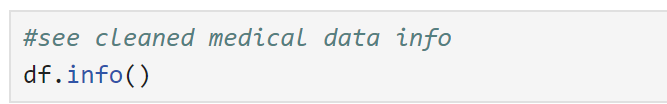 #see cleaned medical data info
df.info()